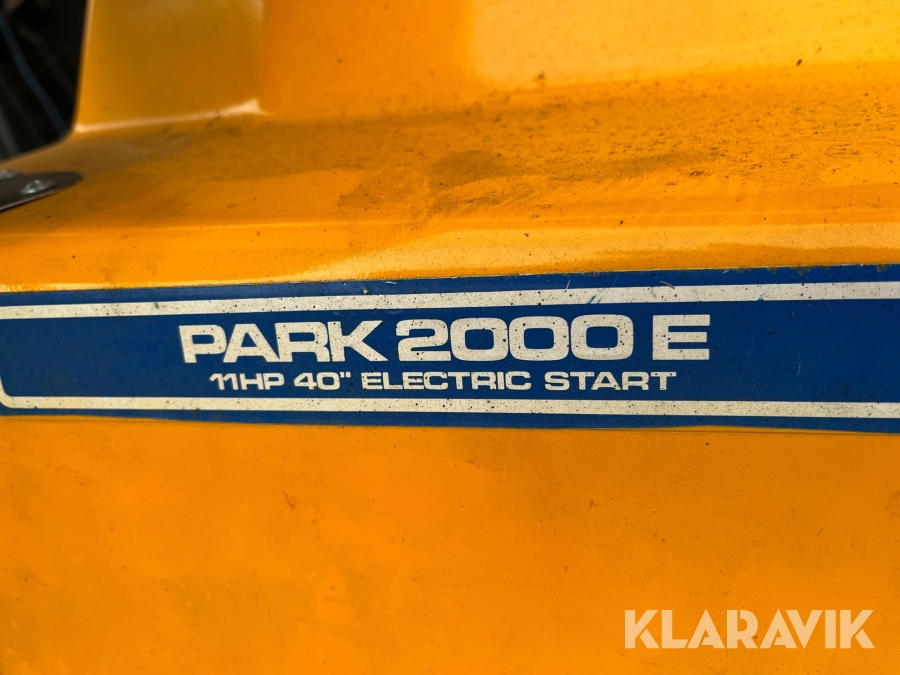 PARK 2000 E
11HP 40" ELECTRIC START
KLARAVIK